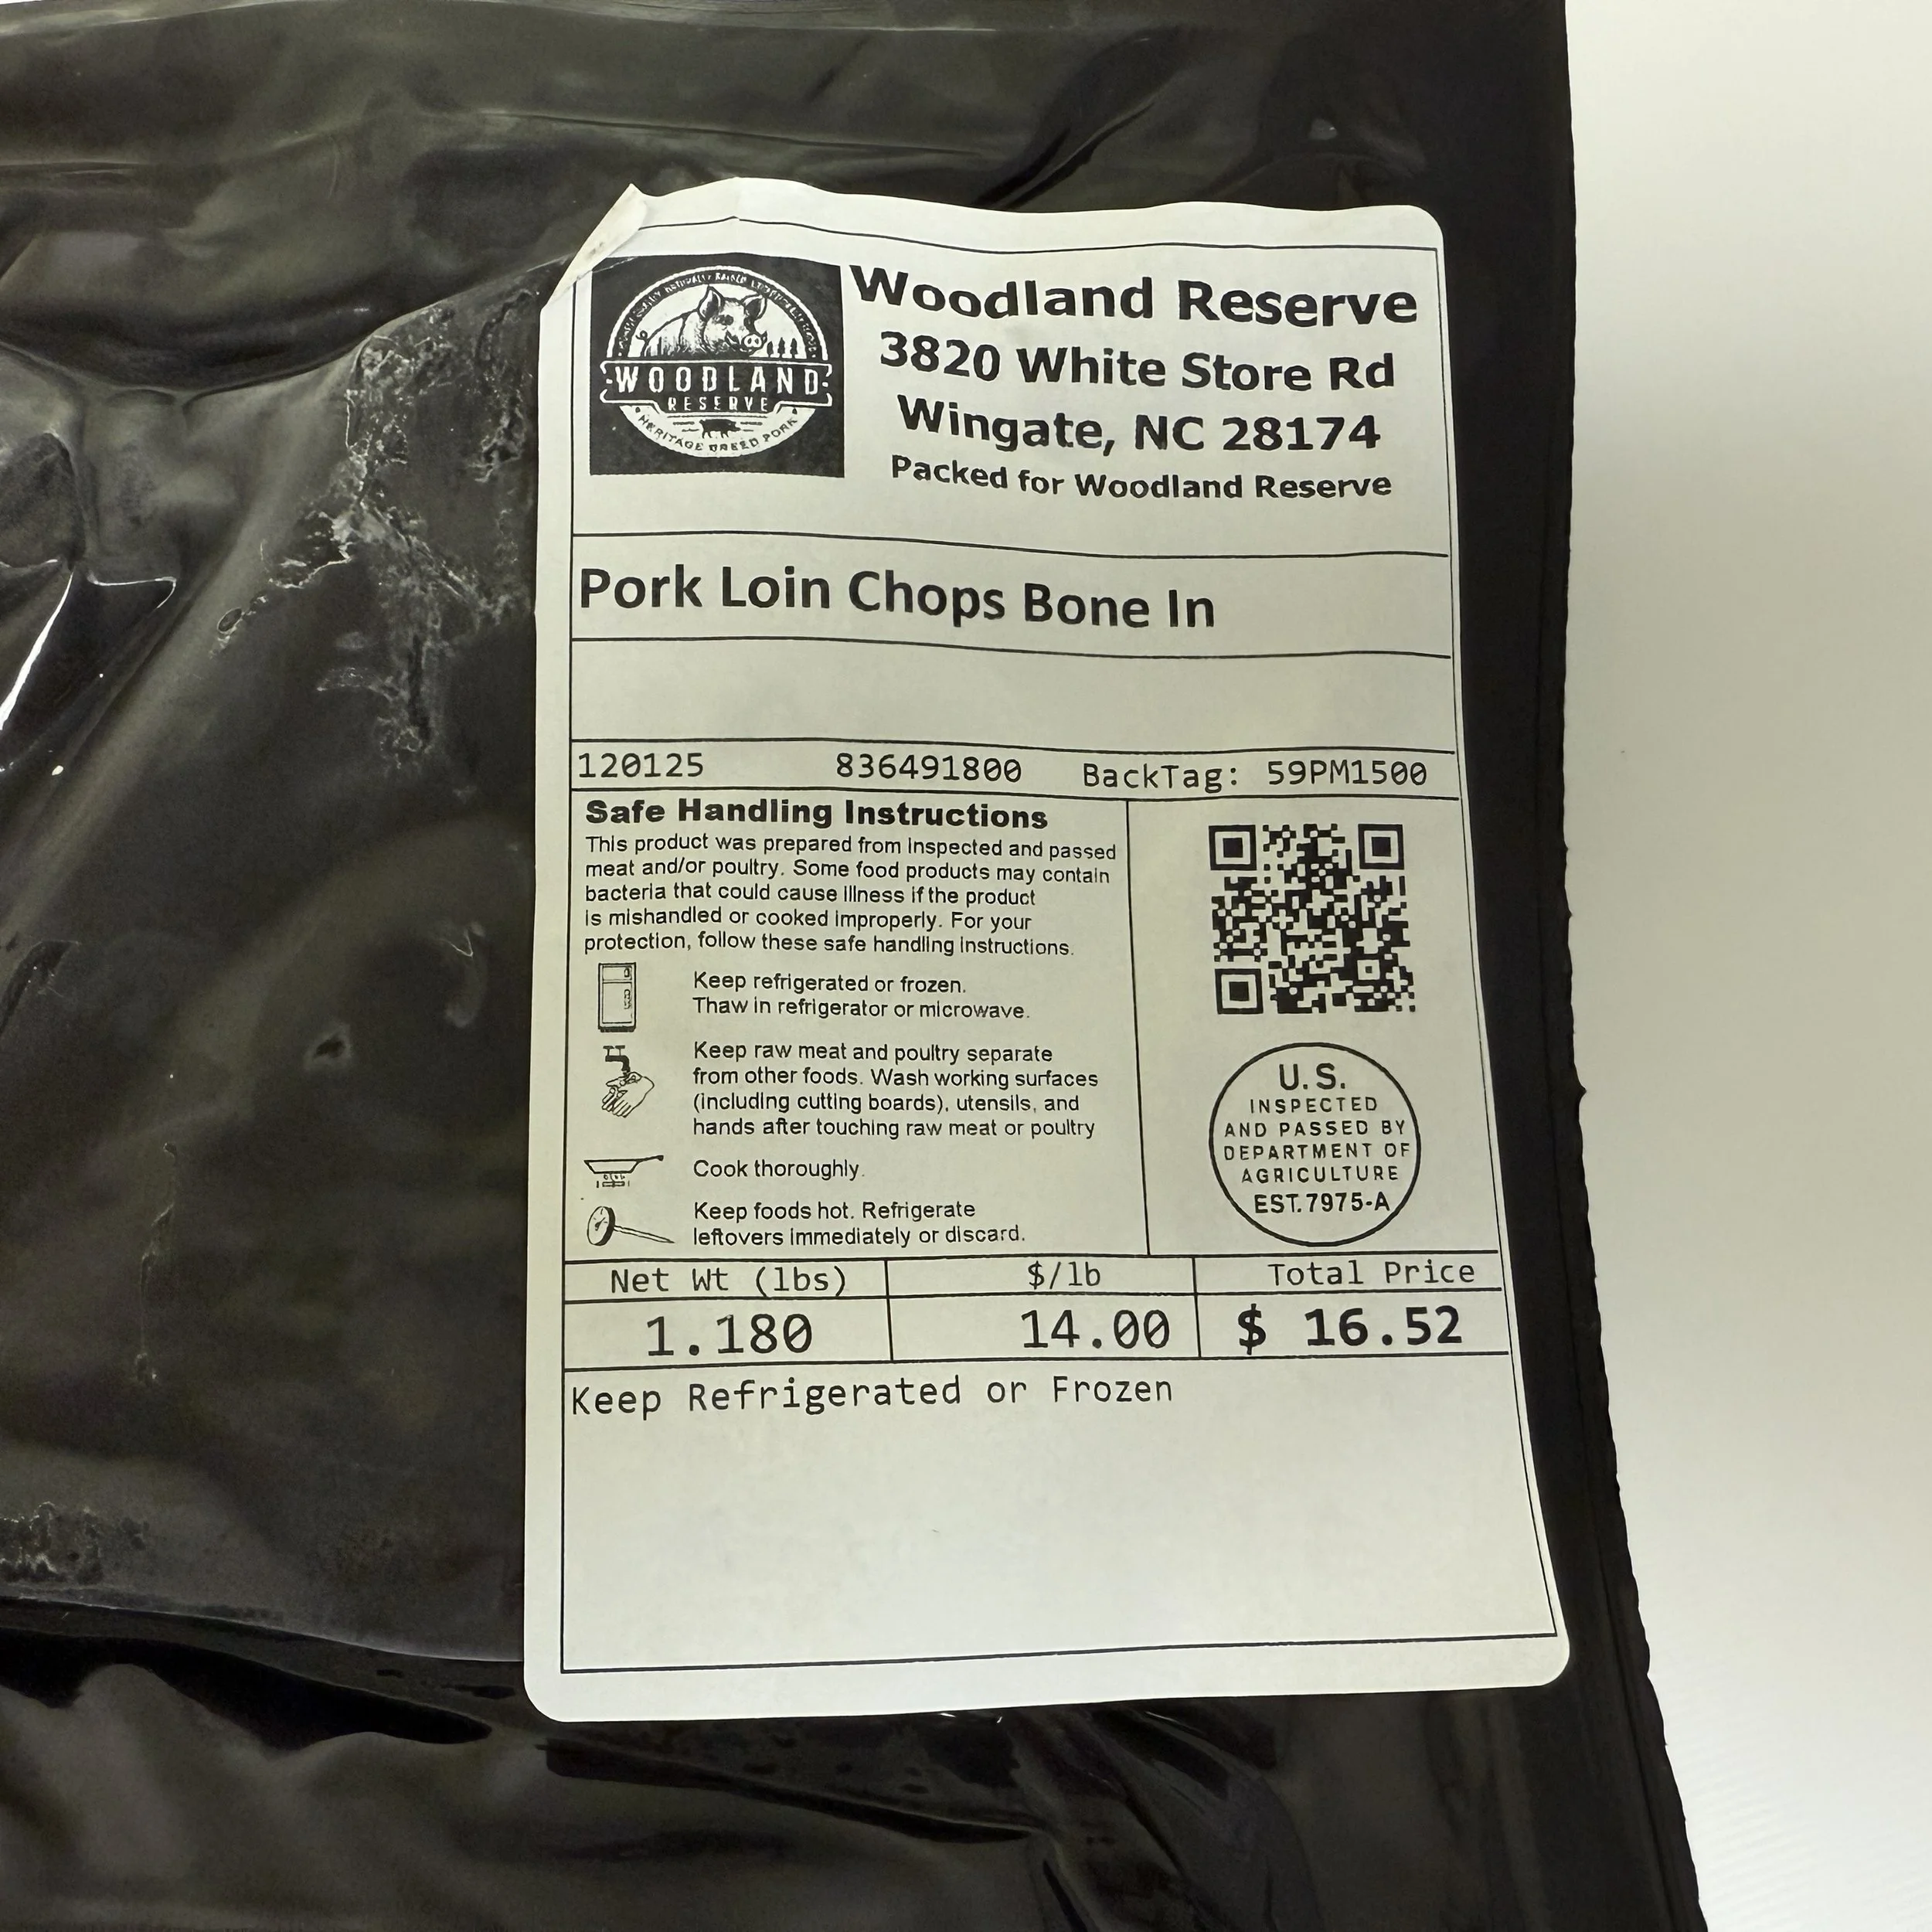 Woodland Reserve
3820 White Store Rd
Wingate, NC 28174
Packed for Woodland Reserve
WOODLAND
RESERVE
HERITAGE BREED PORK
Pork Loin Chops Bone In
120125 836491800 BackTag: 59PM1500
Safe Handling Instructions
This product was prepared from inspected and passed
meat and/or poultry. Some food products may contain
bacteria that could cause illness if the product
is mishandled or cooked improperly. For your
protection, follow these safe handling instructions.
Keep refrigerated or frozen.
Thaw in refrigerator or microwave.
Keep raw meat and poultry separate
from other foods. Wash working surfaces
(including cutting boards), utensils, and
hands after touching raw meat or poultry
Cook thoroughly.
Keep foods hot. Refrigerate
leftovers immediately or discard.
U.S.
INSPECTED
AND PASSED BY
DEPARTMENT OF
AGRICULTURE
EST. 7975-A
Net Wt (lbs) $/lb Total Price
1.180 14.00 $ 16.52
Keep Refrigerated or Frozen